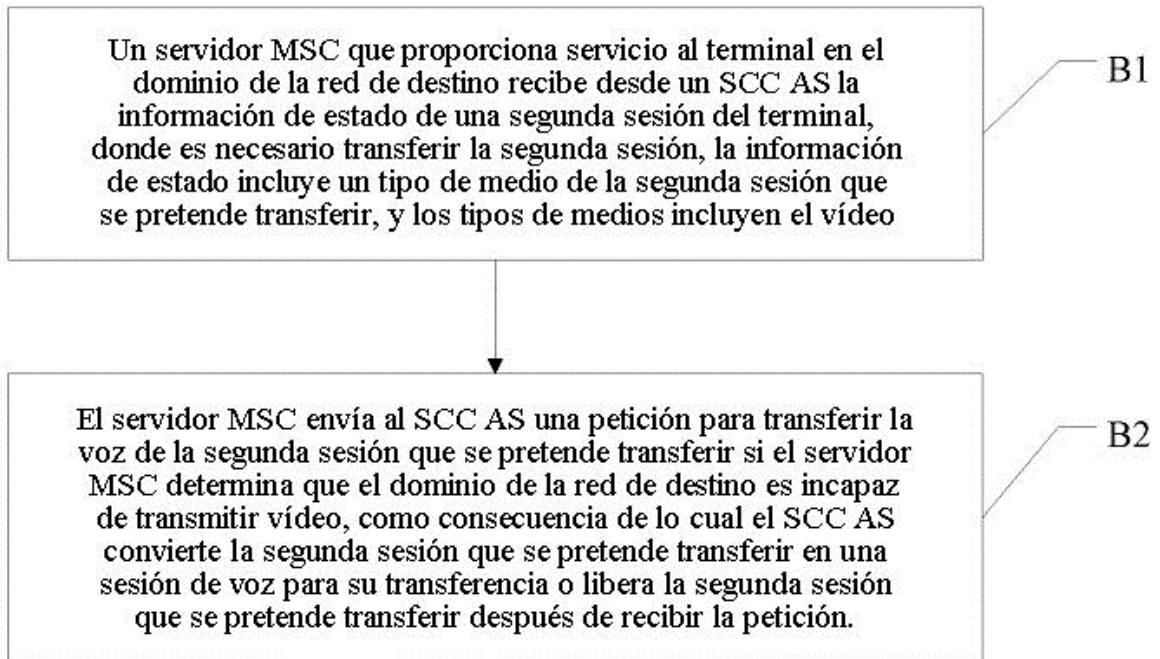 Un servidor MSC que proporciona servicio al terminal en el
dominio de la red de destino recibe desde un SCC AS la
información de estado de una segunda sesión del terminal,
donde es necesario transferir la segunda sesión, la información
de estado incluye un tipo de medio de la segunda sesión que
se pretende transferir, y los tipos de medios incluyen el vídeo
B1
El servidor MSC envía al SCC AS una petición para transferir la
voz de la segunda sesión que se pretende transferir si el servidor
MSC determina que el dominio de la red de destino es incapaz
de transmitir vídeo, como consecuencia de lo cual el SCC AS
convierte la segunda sesión que se pretende transferir en una
sesión de voz para su transferencia o libera la segunda sesión
que se pretende transferir después de recibir la petición.
B2